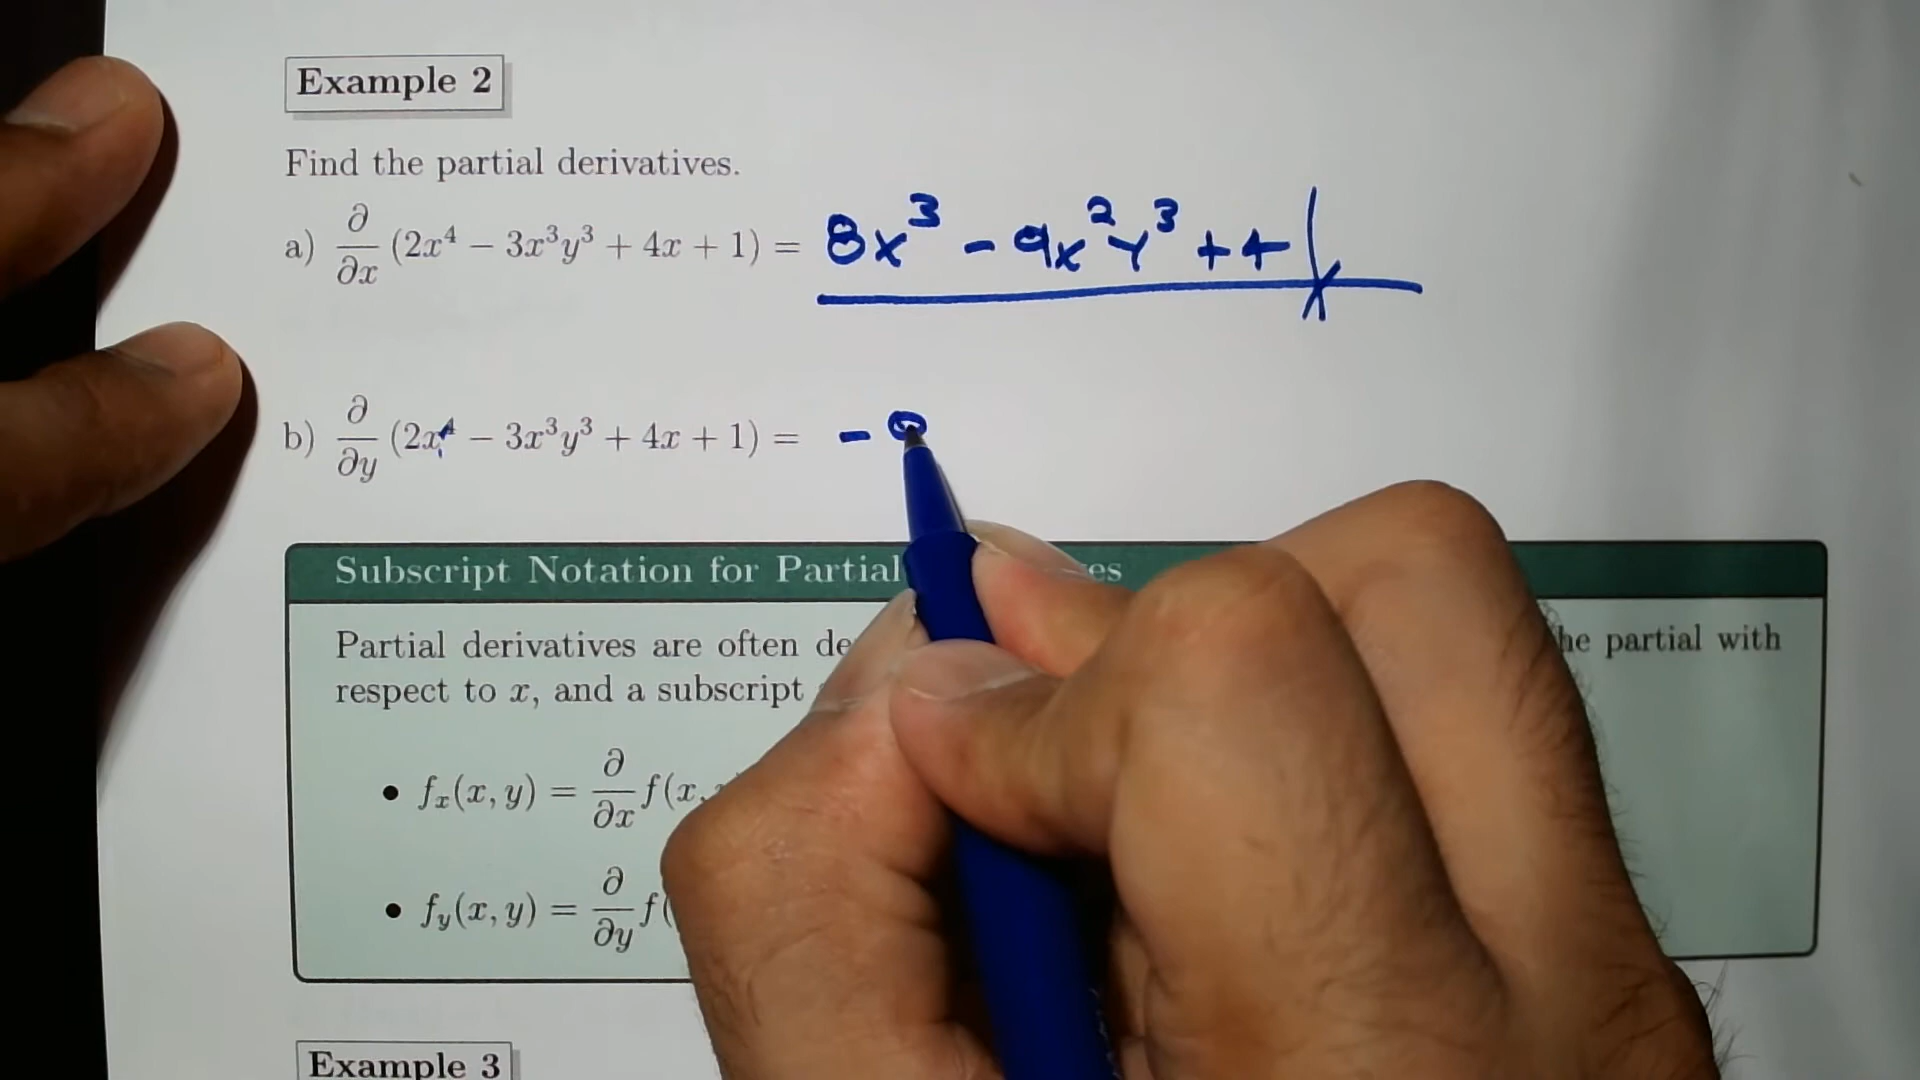 Example 2
Find the partial derivatives.
a) ∂/∂x (2x⁴ − 3x³y³ + 4x + 1) = 8x³ - 9x²y³ + 4
b) ∂/∂y (2x⁴ − 3x³y³ + 4x + 1) = -
Subscript Notation for Partial
Partial derivatives are often de he partial with
respect to x, and a subscript
• fₓ(x, y) = ∂/∂x f(x,
• f_y(x, y) = ∂/∂y f(
Example 3